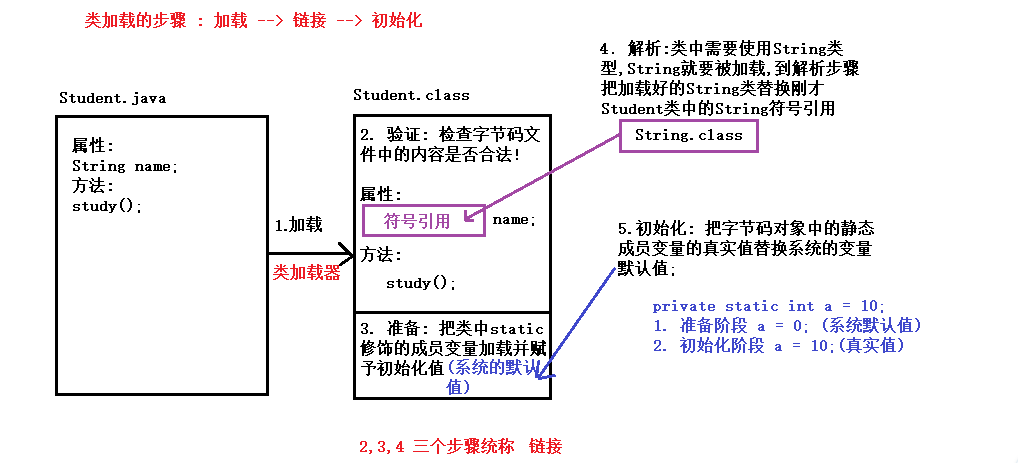 类加载的步骤 : 加载 --> 链接 --> 初始化
Student.java
属性:
String name;
方法:
study();
1.加载
类加载器
Student.class
2. 验证: 检查字节码文
件中的内容是否合法!
属性:
符号引用 name;
方法:
study();
3. 准备: 把类中static
修饰的成员变量加载并赋
予初始化值(系统的默认
值)
4. 解析:类中需要使用String类
型,String就要被加载,到解析步骤
把加载好的String类替换刚才
Student类中的String符号引用
String.class
5.初始化: 把字节码对象中的静态
成员变量的真实值替换系统的变量
默认值;
private static int a = 10;
1. 准备阶段 a = 0; (系统默认值)
2. 初始化阶段 a = 10;(真实值)
2,3,4 三个步骤统称 链接